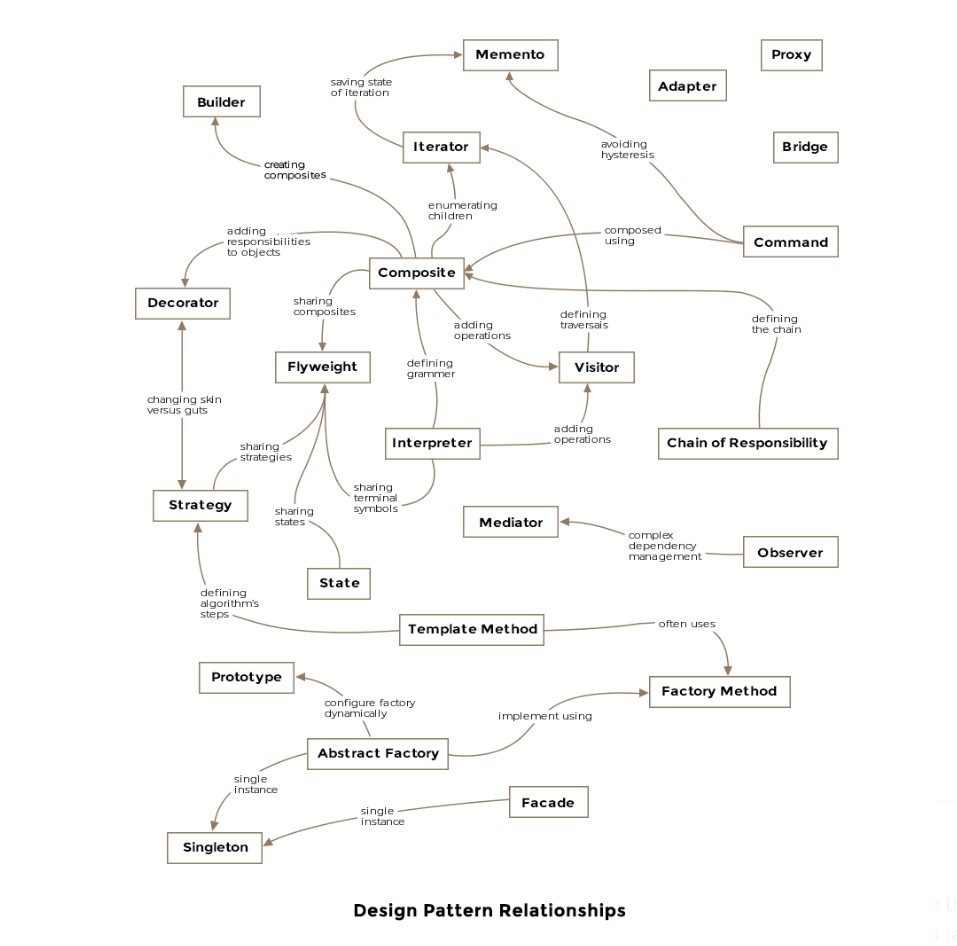 Memento
Proxy
Adapter
saving state
of iteration
Builder
Iterator
avoiding
hysteresis
Bridge
creating
composites
enumerating
children
adding
responsibilities
to objects
composed
using
Command
Composite
Decorator
sharing
composites
adding
operations
defining
traversais
defining
the chain
Flyweight
defining
grammer
Visitor
changing skin
versus guts
sharing
strategies
Interpreter
adding
operations
Chain of Responsibility
Strategy
sharing
terminal
symbols
sharing
states
Mediator
complex
dependency
management
Observer
State
defining
algorithm's
steps
Template Method
often uses
Prototype
configure factory
dynamically
Factory Method
implement using
Abstract Factory
single
instance
Facade
single
instance
Singleton
Design Pattern Relationships